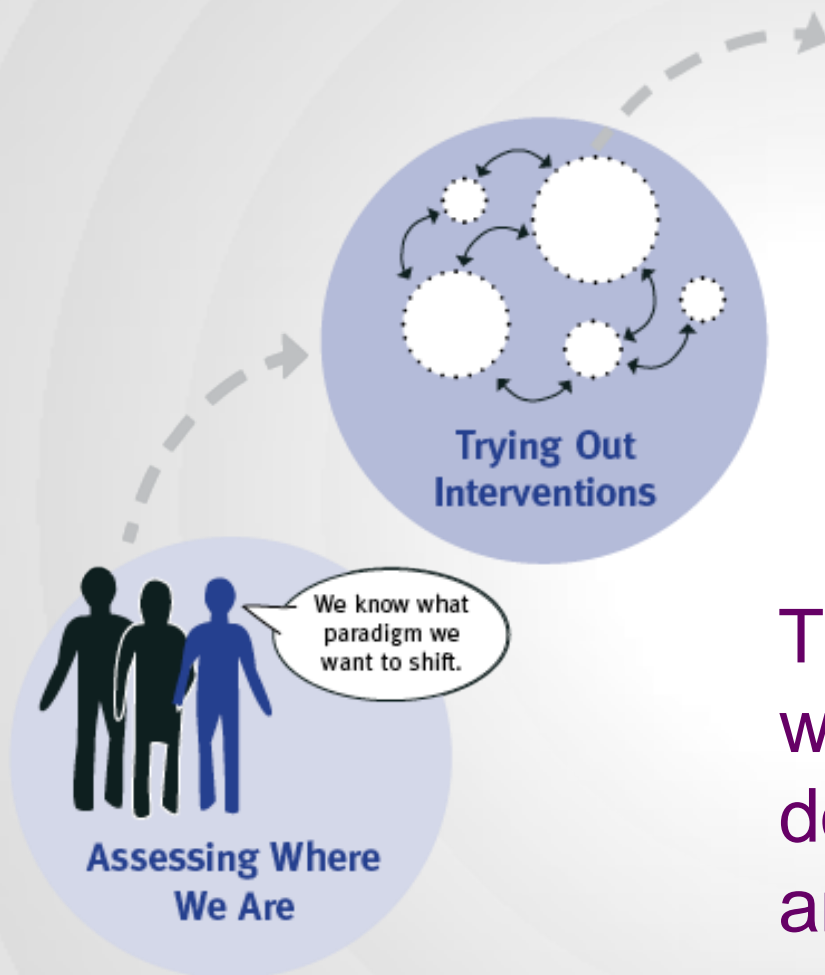 Trying Out
Interventions
We know what
paradigm we
want to shift.
Assessing Where
We Are